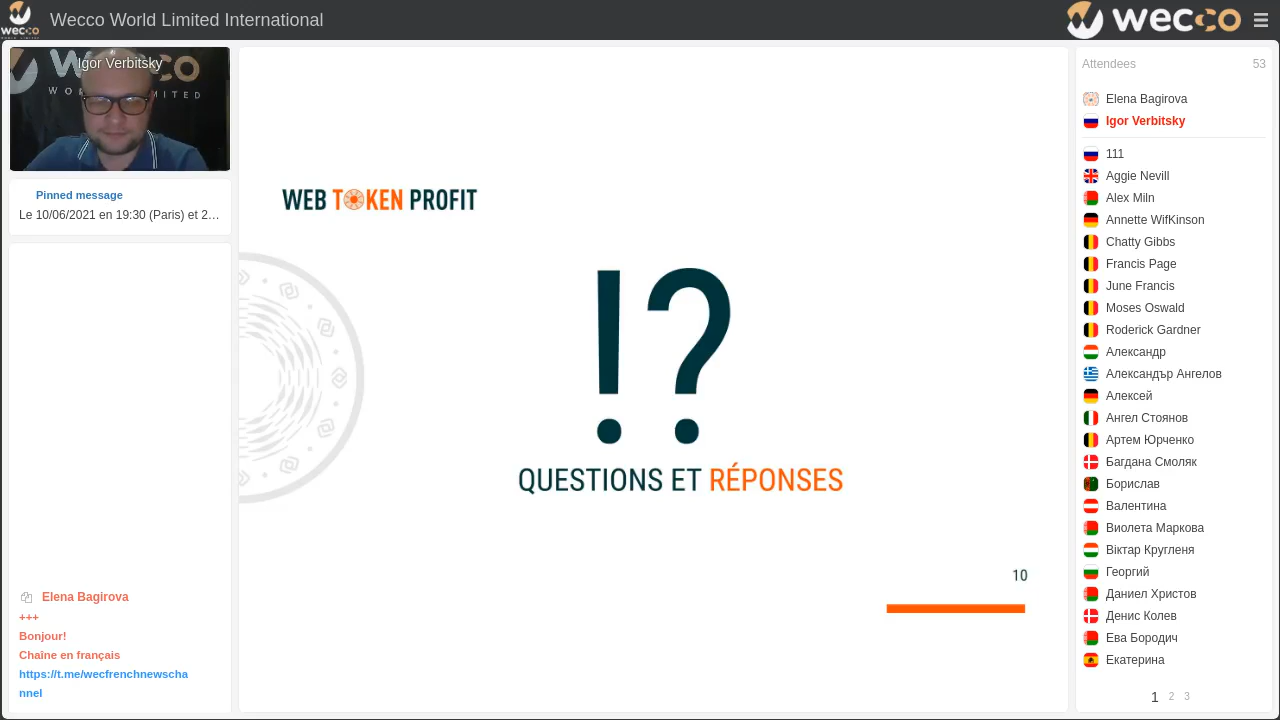 wecco
Wecco World Limited International
wecco
Igor Verbitsky
Pinned message
Le 10/06/2021 en 19:30 (Paris) et 2…
Elena Bagirova
+++
Bonjour!
Chaîne en français
https://t.me/wecfrenchnewscha
nnel
WEB TOKEN PROFIT
!?
QUESTIONS ET RÉPONSES
10
Attendees 53
Elena Bagirova
Igor Verbitsky
111
Aggie Nevill
Alex Miln
Annette WifKinson
Chatty Gibbs
Francis Page
June Francis
Moses Oswald
Roderick Gardner
Александр
Александър Ангелов
Алексей
Ангел Стоянов
Артем Юрченко
Багдана Смоляк
Борислав
Валентина
Виолета Маркова
Віктар Кругленя
Георгий
Даниел Христов
Денис Колев
Ева Бородич
Екатерина
1 2 3